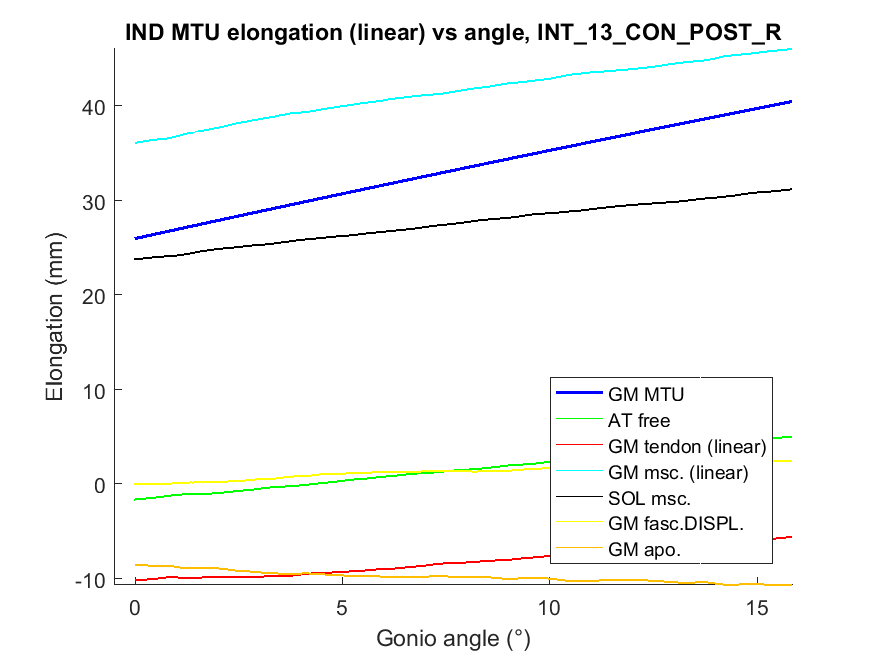 IND MTU elongation (linear) vs angle, INT_13_CON_POST_R
Elongation (mm)
40
30
20
10
0
-10
0 5 10 15
Gonio angle (°)
GM MTU
AT free
GM tendon (linear)
GM msc. (linear)
SOL msc.
GM fasc.DISPL.
GM apo.